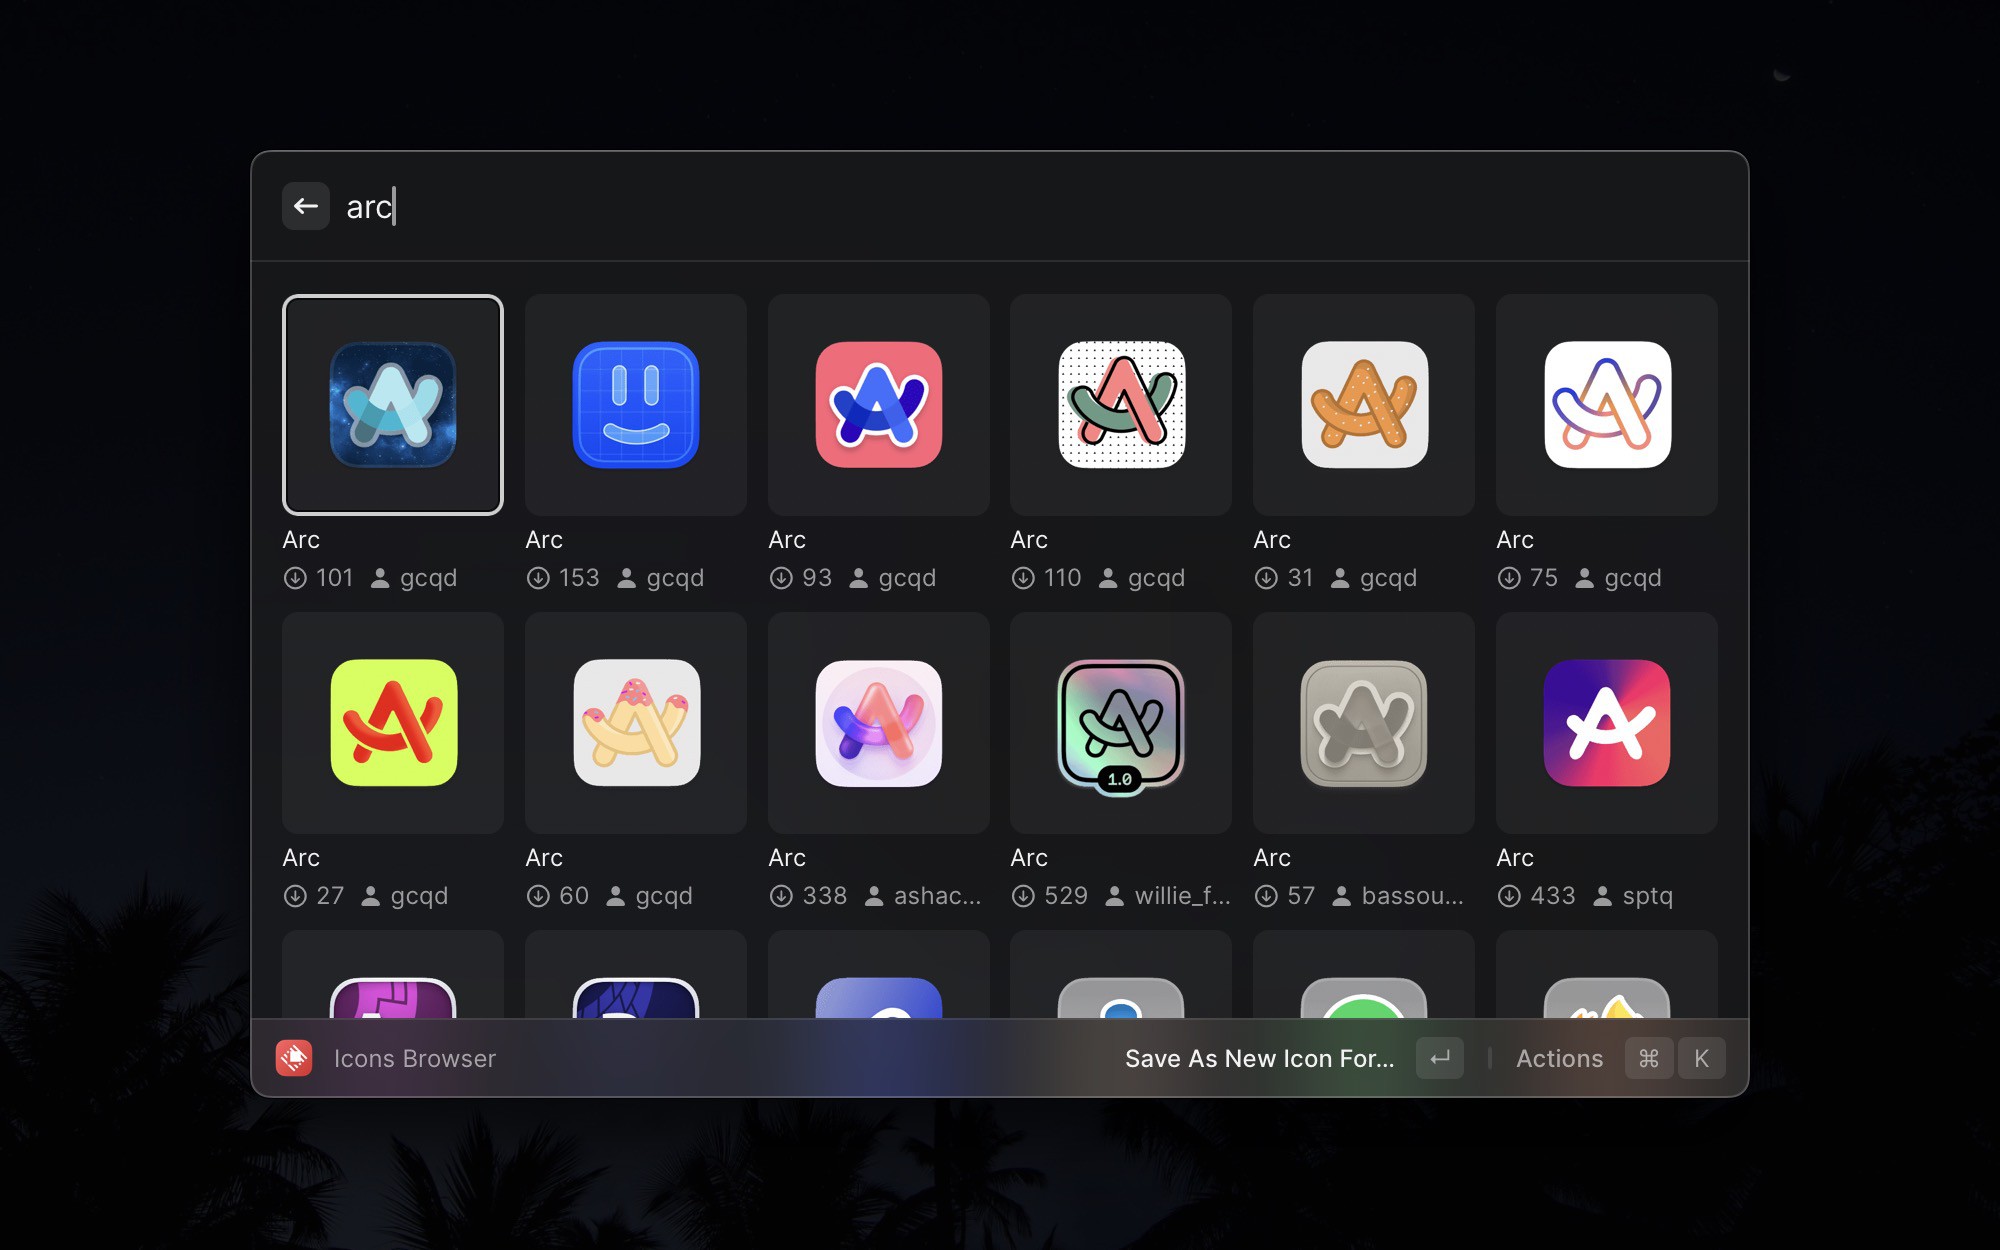 arc
Arc Arc Arc Arc Arc Arc
101 gcqd 153 gcqd 93 gcqd 110 gcqd 31 gcqd 75 gcqd
1.0
Arc Arc Arc Arc Arc Arc
27 gcqd 60 gcqd 338 ashac... 529 willie_f... 57 bassou... 433 sptq
Icons Browser Save As New Icon For... Actions ⌘ K